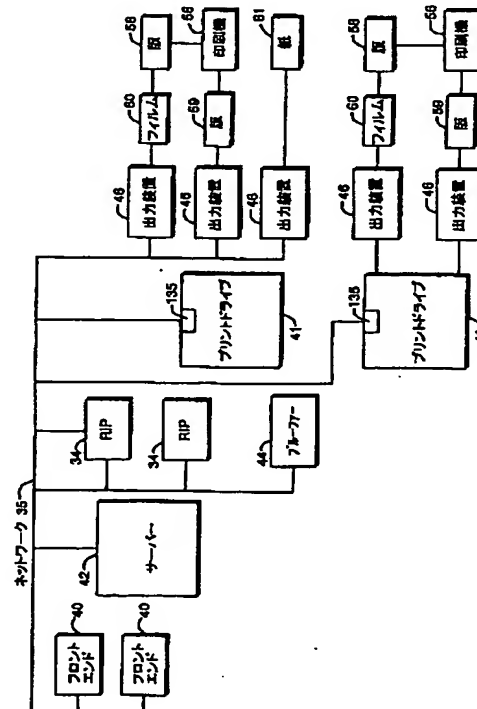 ネットワーク 35
フロント
エンド
40
フロント
エンド
40
42
サーバー
RIP
34
RIP
34
44
プルーファー
135
プリントドライブ
41
135
プリントドライブ
46
出力装置
60
フィルム
58
版
56
印刷機
46
出力装置
59
版
46
出力装置
61
紙
46
出力装置
60
フィルム
58
版
56
印刷機
46
出力装置
59
版